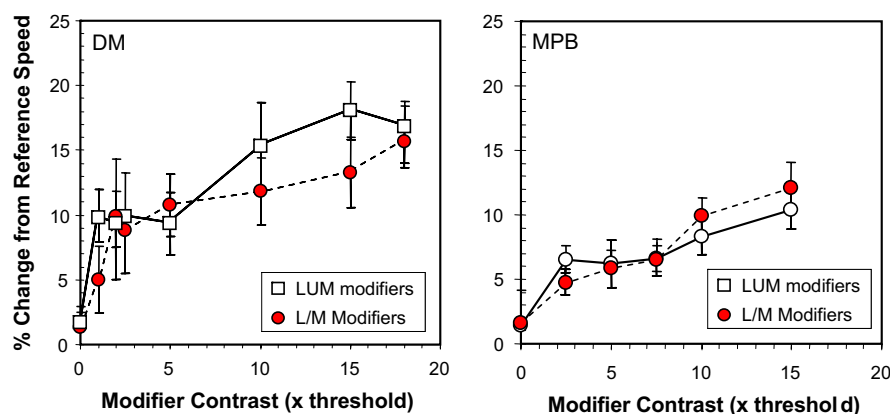 % Change from Reference Speed
25
20
15
10
5
0
DM
LUM modifiers
L/M Modifiers
0 5 10 15 20
Modifier Contrast (x threshold)
25
20
15
10
5
0
MPB
LUM modifiers
L/M Modifiers
0 5 10 15 20
Modifier Contrast (x threshold)